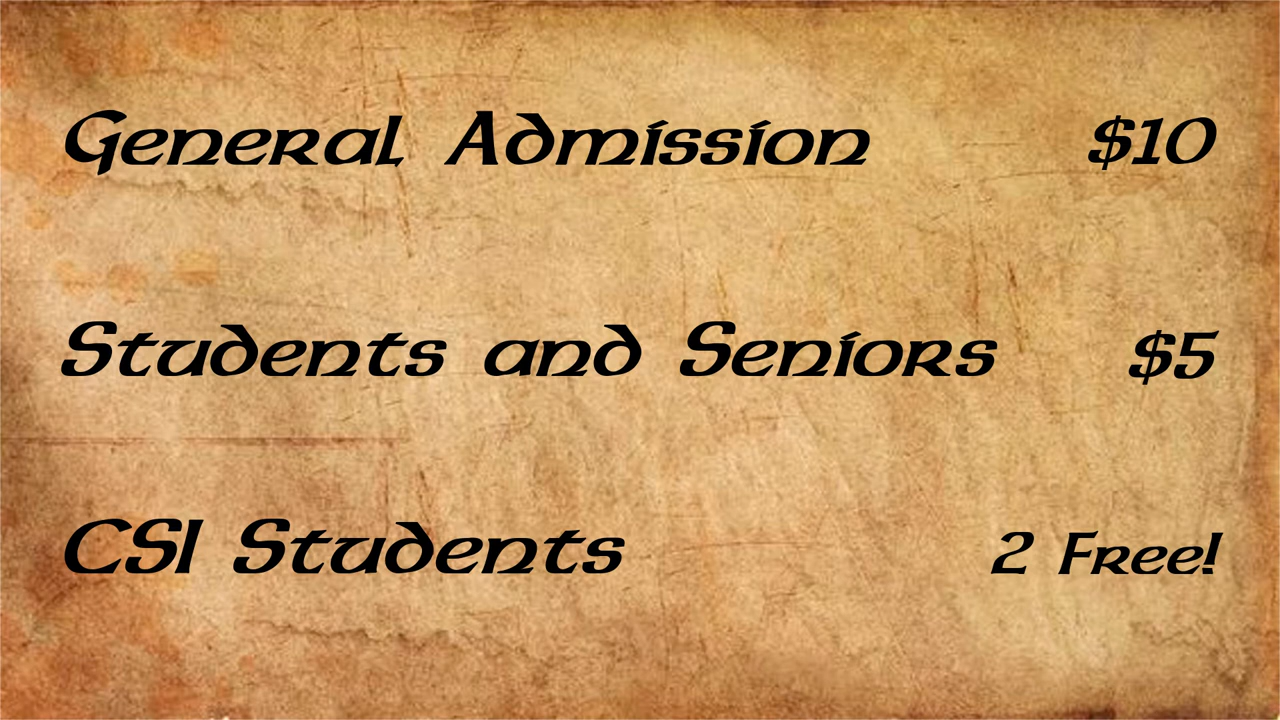 General Admission $10
Students and Seniors $5
CSI Students 2 Free!